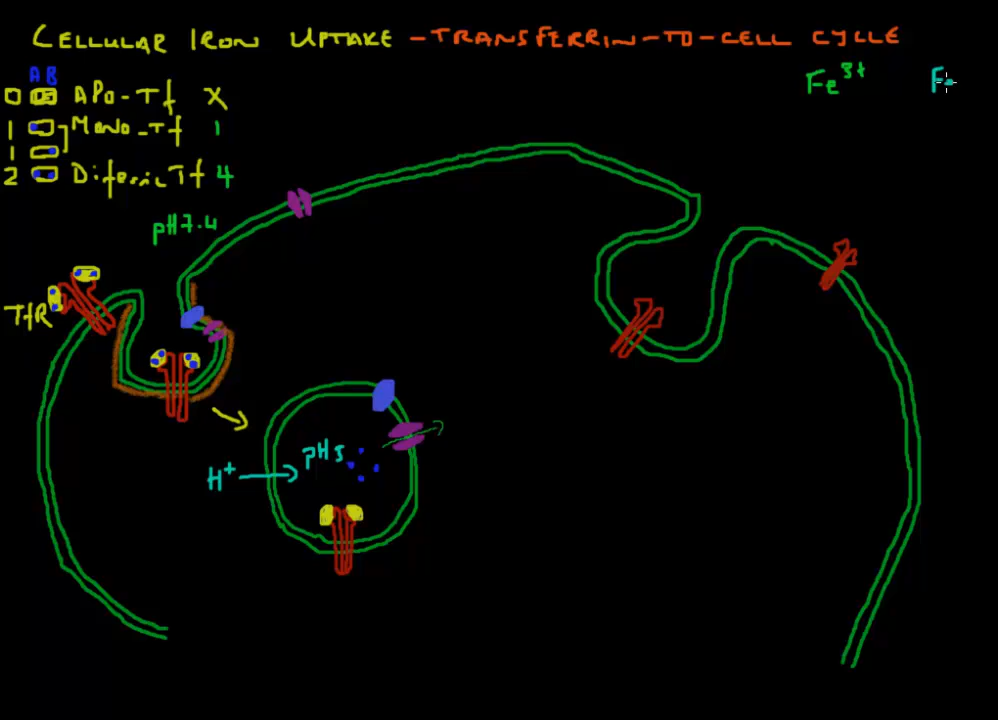 CELLULAR IRON UPTAKE - TRANSFERRIN-TO-CELL CYCLE
AB
0 APO-Tf X
1 Mono-Tf 1
1
2 Diferric Tf 4
Fe3+ Fe
pH7.4
TfR
H+ pH5